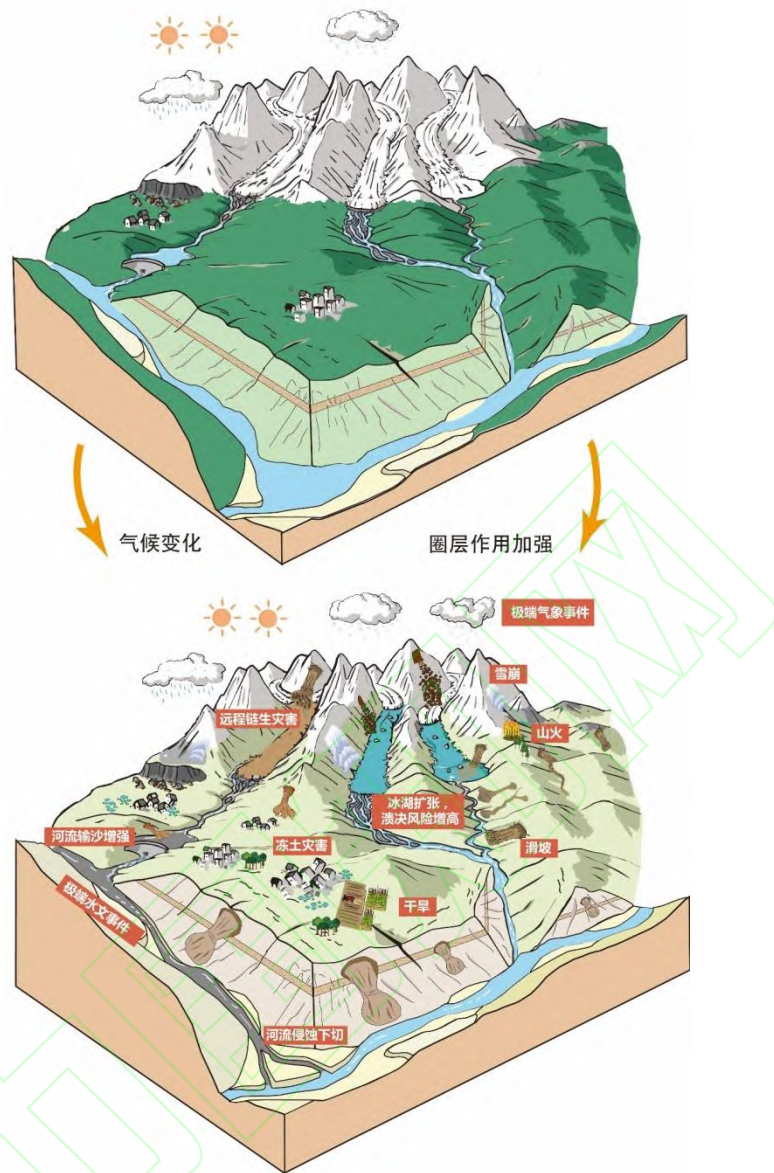 气候变化
圈层作用加强
极端气象事件
雪崩
远程链生灾害
山火
冰湖扩张，
溃决风险增高
河流输沙增强
冻土灾害
滑坡
极端水文事件
干旱
河流侵蚀下切